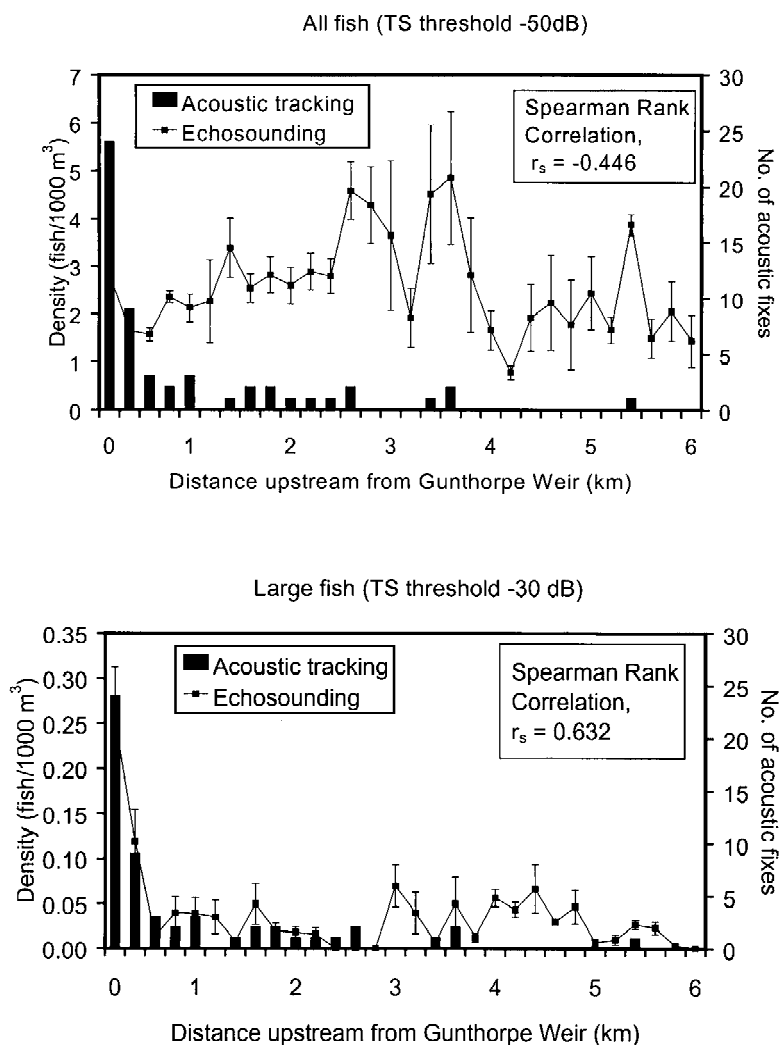 All fish (TS threshold -50dB)
7
6
5
4
3
2
1
0
Density (fish/1000 m³)
Acoustic tracking
Echosounding
Spearman Rank
Correlation,
rs = -0.446
30
25
20
15
10
5
0
No. of acoustic fixes
0 1 2 3 4 5 6
Distance upstream from Gunthorpe Weir (km)
Large fish (TS threshold -30 dB)
0.35
0.30
0.25
0.20
0.15
0.10
0.05
0.00
Density (fish/1000 m³)
Acoustic tracking
Echosounding
Spearman Rank
Correlation,
rs = 0.632
30
25
20
15
10
5
0
No. of acoustic fixes
0 1 2 3 4 5 6
Distance upstream from Gunthorpe Weir (km)